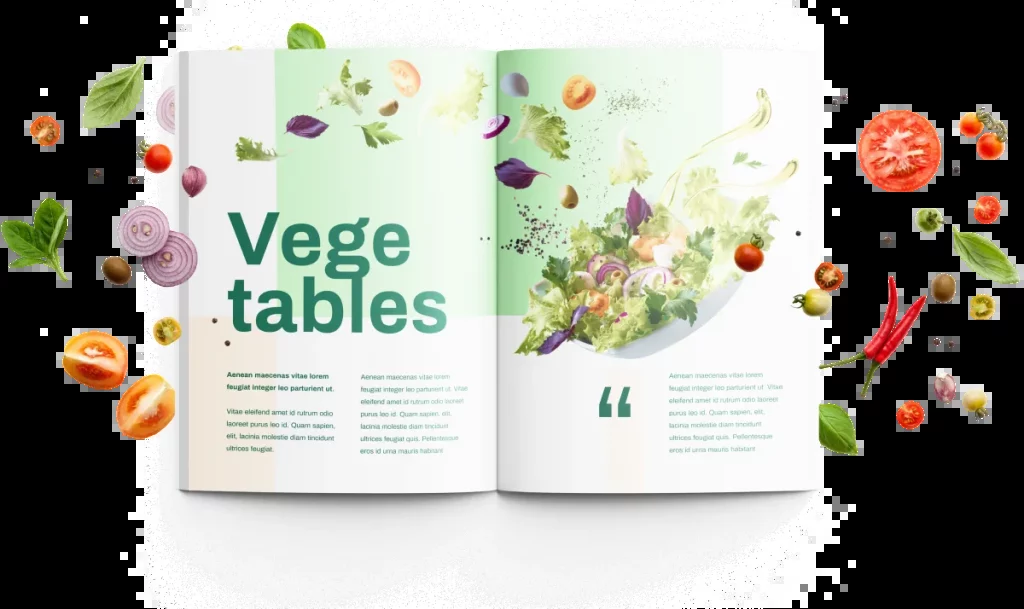 Vege
tables
Aenean maecenas vitae lorem
feugiat integer leo parturient ut.
Vitae eleifend amet id rutrum odio
laoreet purus leo id. Quam sapien,
elit, lacinia molestie diam tincidunt
ultrices feugiat.
Aenean maecenas vitae lorem
feugiat integer leo parturient ut. Vitae
eleifend amet id rutrum odio laoreet
purus leo id. Quam sapien, elit,
lacinia molestie diam tincidunt
ultrices feugiat quis. Pellentesque
eros id urna mauris habitant
“
Aenean maecenas vitae lorem
feugiat integer leo parturient ut. Vitae
eleifend amet id rutrum odio laoreet
purus leo id. Quam sapien, elit,
lacinia molestie diam tincidunt
ultrices feugiat quis. Pellentesque
eros id urna mauris habitant